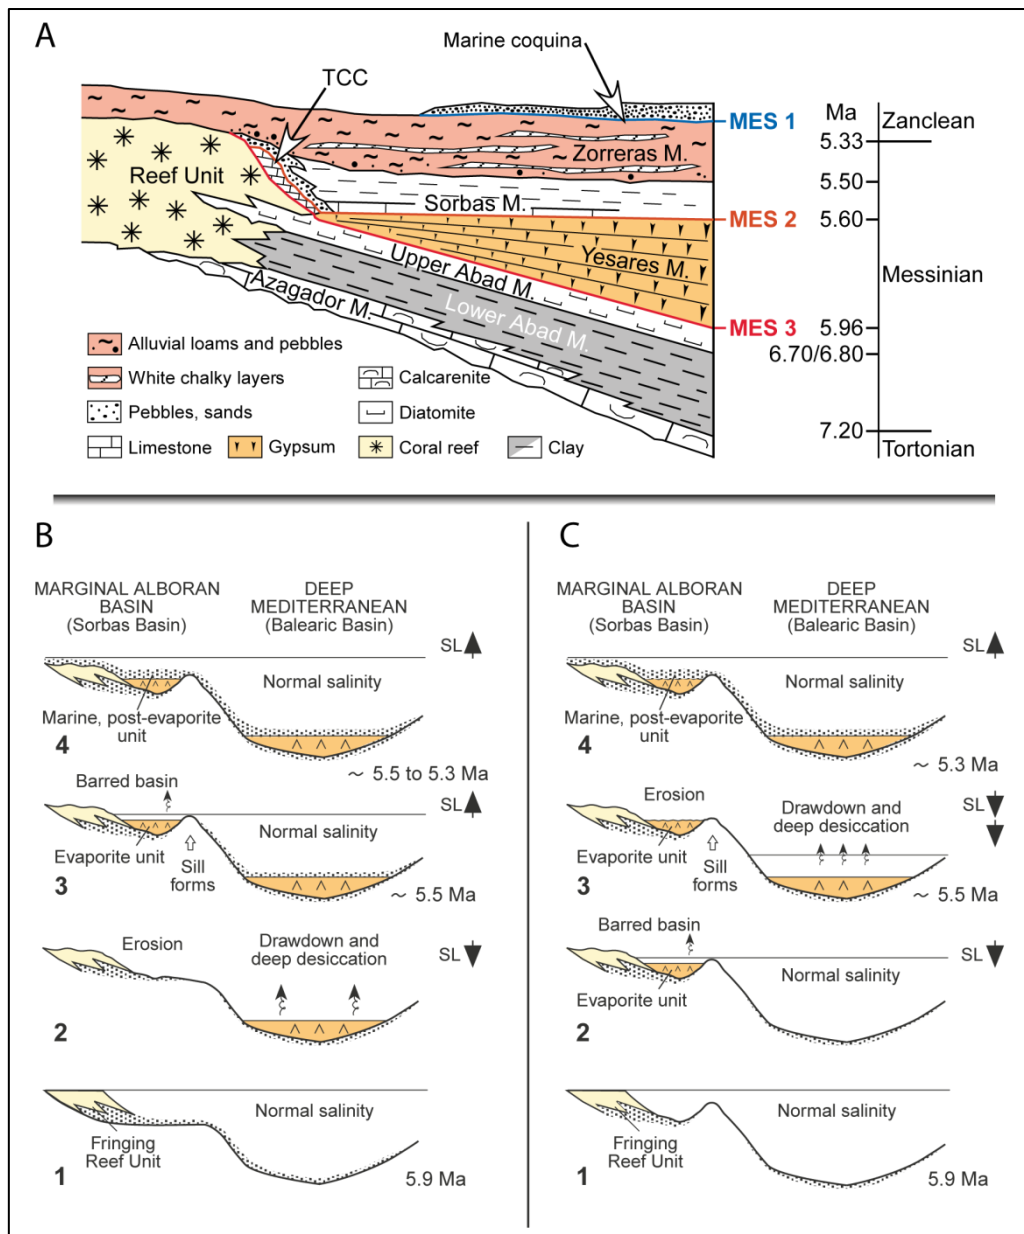 A
Marine coquina
TCC
MES 1
Ma
Zanclean
5.33
Zorreras M.
Reef Unit
5.50
Sorbas M.
MES 2
5.60
Yesares M.
Upper Abad M.
Messinian
Azagador M.
Lower Abad M.
MES 3
5.96
6.70/6.80
Alluvial loams and pebbles
White chalky layers
Calcarenite
Pebbles, sands
Diatomite
7.20
Limestone
Gypsum
Coral reef
Clay
Tortonian
B
MARGINAL ALBORAN
BASIN
(Sorbas Basin)
DEEP
MEDITERRANEAN
(Balearic Basin)
SL
Normal salinity
Marine, post-evaporite
unit
4
~ 5.5 to 5.3 Ma
Barred basin
SL
Normal salinity
Evaporite unit
Sill
forms
3
~ 5.5 Ma
Erosion
Drawdown and
deep desiccation
SL
2
Normal salinity
Fringing
Reef Unit
1
5.9 Ma
C
MARGINAL ALBORAN
BASIN
(Sorbas Basin)
DEEP
MEDITERRANEAN
(Balearic Basin)
SL
Normal salinity
Marine, post-evaporite
unit
4
~ 5.3 Ma
Erosion
Drawdown and
deep desiccation
SL
Evaporite unit
Sill
forms
3
~ 5.5 Ma
Barred basin
SL
Normal salinity
Evaporite unit
2
Normal salinity
Fringing
Reef Unit
1
5.9 Ma